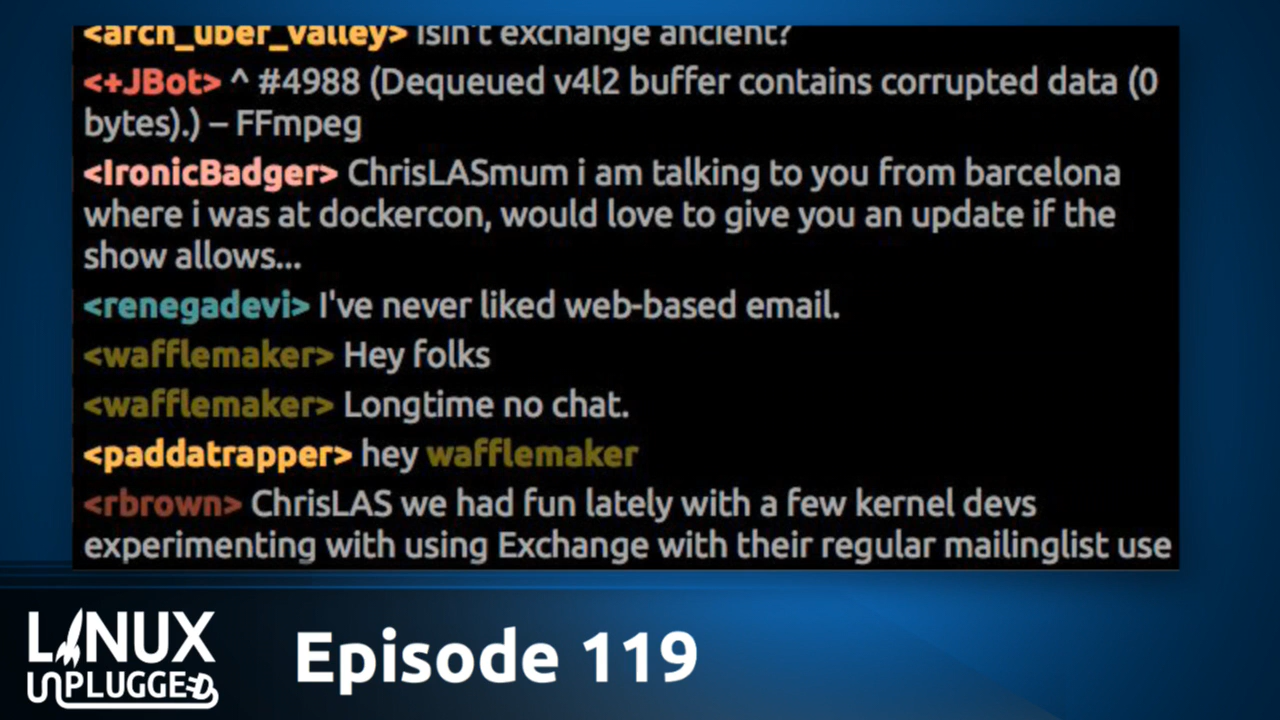 <arch_uber_valley> isin't exchange ancient?
<+JBot> ^ #4988 (Dequeued v4l2 buffer contains corrupted data (0
bytes).) – FFmpeg
<IronicBadger> ChrisLASmum i am talking to you from barcelona
where i was at dockercon, would love to give you an update if the
show allows...
<renegadevi> I've never liked web-based email.
<wafflemaker> Hey folks
<wafflemaker> Longtime no chat.
<paddatrapper> hey wafflemaker
<rbrown> ChrisLAS we had fun lately with a few kernel devs
experimenting with using Exchange with their regular mailinglist use
LINUX
UNPLUGGED
Episode 119